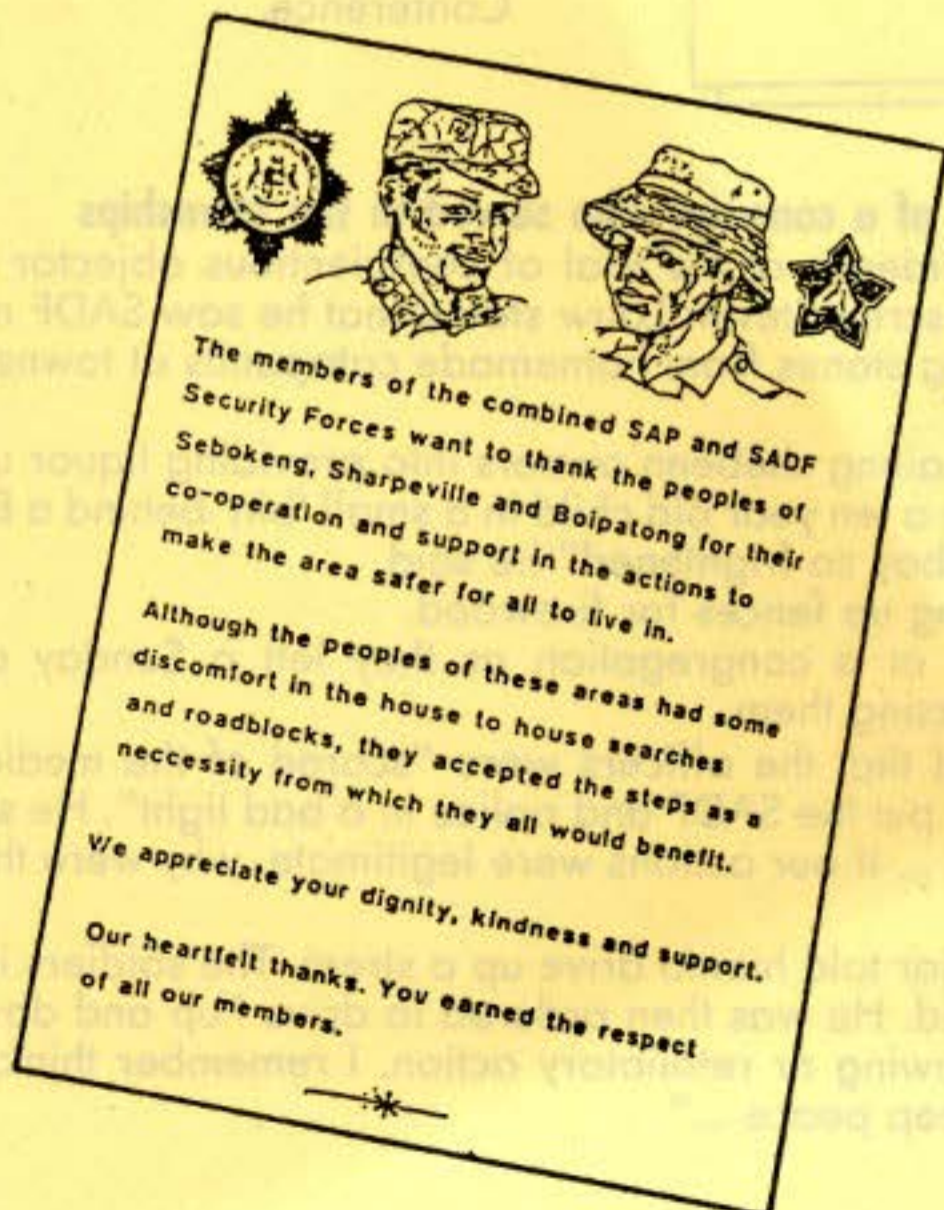 The members of the combined SAP and SADF
Security Forces want to thank the peoples of
Sebokeng, Sharpeville and Boipatong for their
co-operation and support in the actions to
make the area safer for all to live in.
Although the peoples of these areas had some
discomfort in the house to house searches
and roadblocks, they accepted the steps as a
neccesity from which they all would benefit.
We appreciate your dignity, kindness and support.
Our heartfelt thanks. You earned the respect
of all our members.